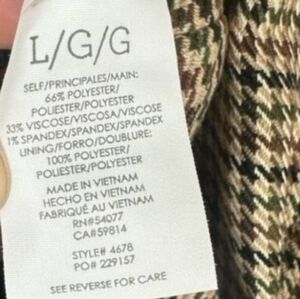 L/G/G
SELF/PRINCIPALES/MAIN:
66% POLYESTER/
POLIESTER/POLYESTER
33% VISCOSE/VISCOSA/VISCOSE
1% SPANDEX/SPANDEX/SPANDEX
LINING/FORRO/DOUBLURE:
100% POLYESTER/
POLIESTER/POLYESTER
MADE IN VIETNAM
HECHO EN VIETNAM
FABRIQUÉ AU VIETNAM
RN#54077
CA#59814
STYLE# 4678
PO# 229157
SEE REVERSE FOR CARE